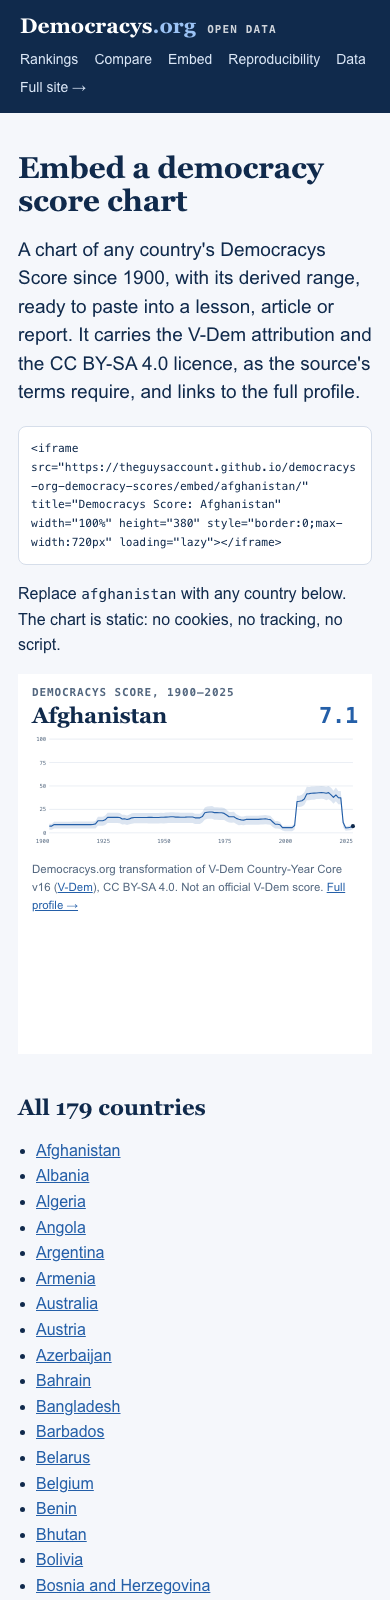 Democracys.org OPEN DATA
Rankings Compare Embed Reproducibility Data
Full site →
Embed a democracy
score chart
A chart of any country's Democracys
Score since 1900, with its derived range,
ready to paste into a lesson, article or
report. It carries the V-Dem attribution and
the CC BY-SA 4.0 licence, as the source's
terms require, and links to the full profile.
<iframe
src="https://theguysaccount.github.io/democracys
-org-democracy-scores/embed/afghanistan/"
title="Democracys Score: Afghanistan"
width="100%" height="380" style="border:0;max-
width:720px" loading="lazy"></iframe>
Replace afghanistan with any country below.
The chart is static: no cookies, no tracking, no
script.
DEMOCRACYS SCORE, 1900–2025
Afghanistan 7.1
100
75
50
25
0
1900 1925 1950 1975 2000 2025
Democracys.org transformation of V-Dem Country-Year Core
v16 (V-Dem), CC BY-SA 4.0. Not an official V-Dem score. Full
profile →
All 179 countries
• Afghanistan
• Albania
• Algeria
• Angola
• Argentina
• Armenia
• Australia
• Austria
• Azerbaijan
• Bahrain
• Bangladesh
• Barbados
• Belarus
• Belgium
• Benin
• Bhutan
• Bolivia
• Bosnia and Herzegovina